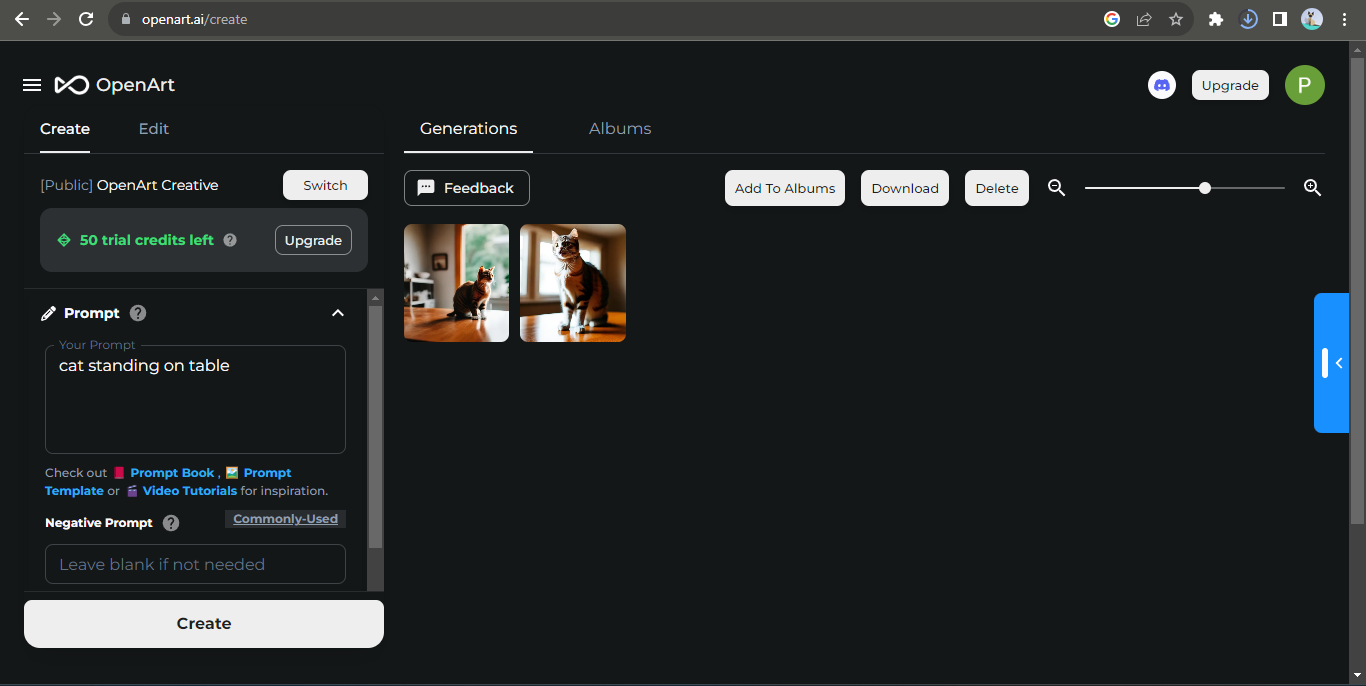 openart.ai/create
OpenArt
Upgrade
P
Create
Edit
Generations
Albums
[Public] OpenArt Creative
Switch
Feedback
Add To Albums
Download
Delete
50 trial credits left
?
Upgrade
Prompt
?
Your Prompt
cat standing on table
Check out Prompt Book , Prompt
Template or Video Tutorials for inspiration.
Negative Prompt
?
Commonly-Used
Leave blank if not needed
Create